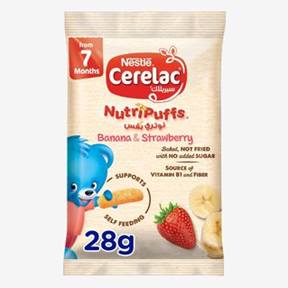 from
7
Months
Nestlé
Cerelac
سيريلاك
NutriPuffs
نوتري بفس
Banana & Strawberry
Baked, NOT FRIED
with NO added SUGAR
SOURCE of
VITAMIN B1 and FIBER
SUPPORTS
SELF FEEDING
28g